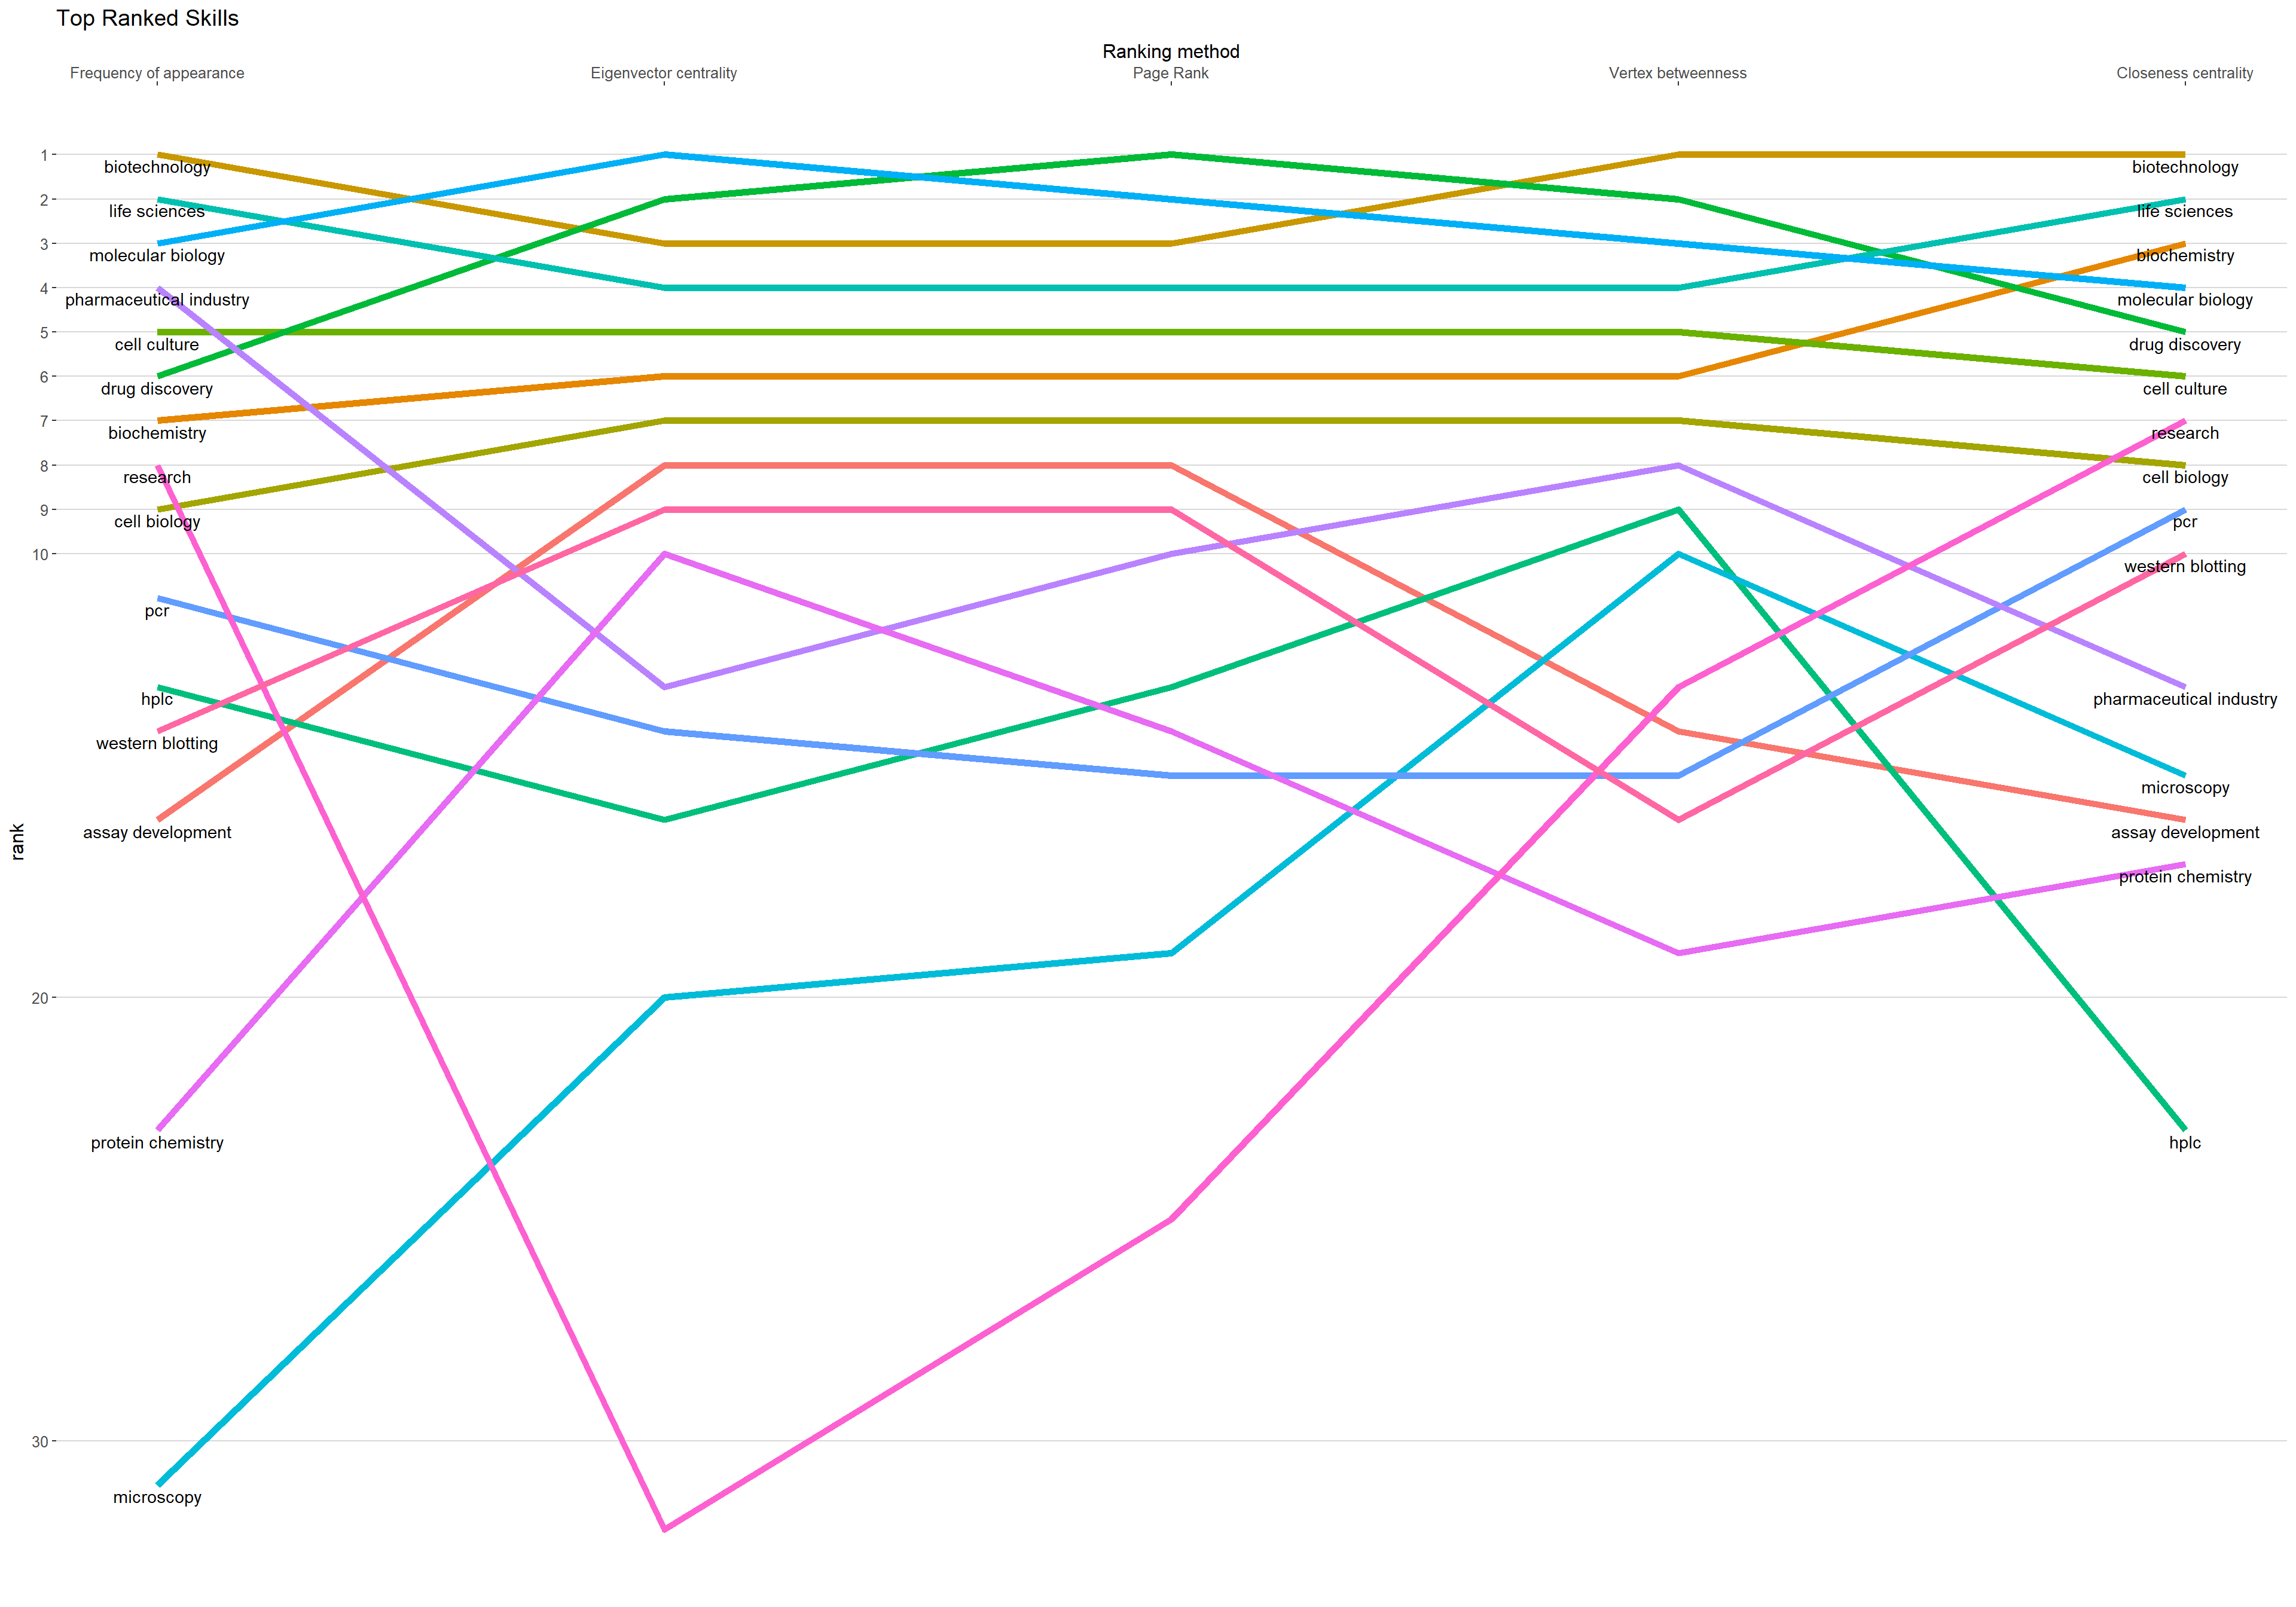 Top Ranked Skills
Ranking method
Frequency of appearance
Eigenvector centrality
Page Rank
Vertex betweenness
Closeness centrality
rank
1
2
3
4
5
6
7
8
9
10
20
30
biotechnology
life sciences
molecular biology
pharmaceutical industry
cell culture
drug discovery
biochemistry
research
cell biology
pcr
hplc
western blotting
assay development
protein chemistry
microscopy
biotechnology
life sciences
biochemistry
molecular biology
drug discovery
cell culture
research
cell biology
pcr
western blotting
pharmaceutical industry
microscopy
assay development
protein chemistry
hplc